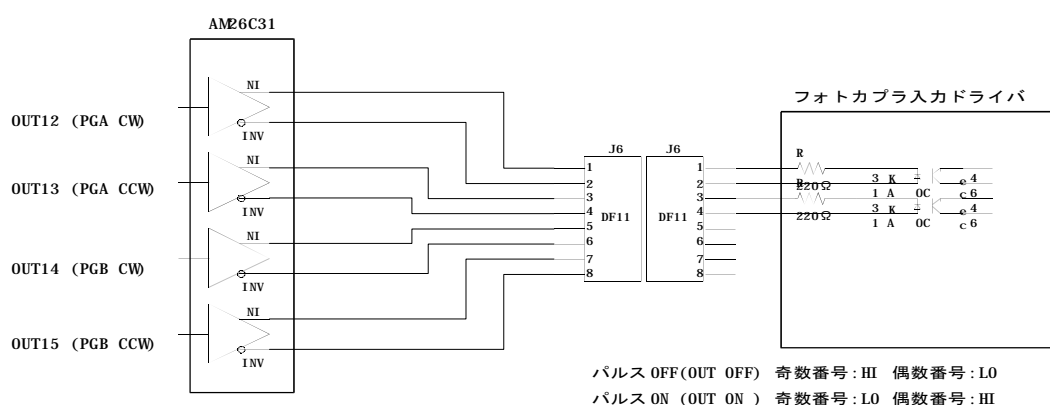 AM26C31
NI
OUT12 (PGA CW)
INV
NI
OUT13 (PGA CCW)
INV
NI
OUT14 (PGB CW)
INV
NI
OUT15 (PGB CCW)
INV
J6
1
2
3
4
5
6
7
8
DF11
J6
1
2
3
4
5
6
7
8
DF11
フォトカプラ入力ドライバ
R
220Ω
3 K
1 A
OC
e 4
c 6
R
220Ω
3 K
1 A
OC
e 4
c 6
パルス OFF(OUT OFF) 奇数番号:HI 偶数番号:LO
パルス ON (OUT ON ) 奇数番号:LO 偶数番号:HI